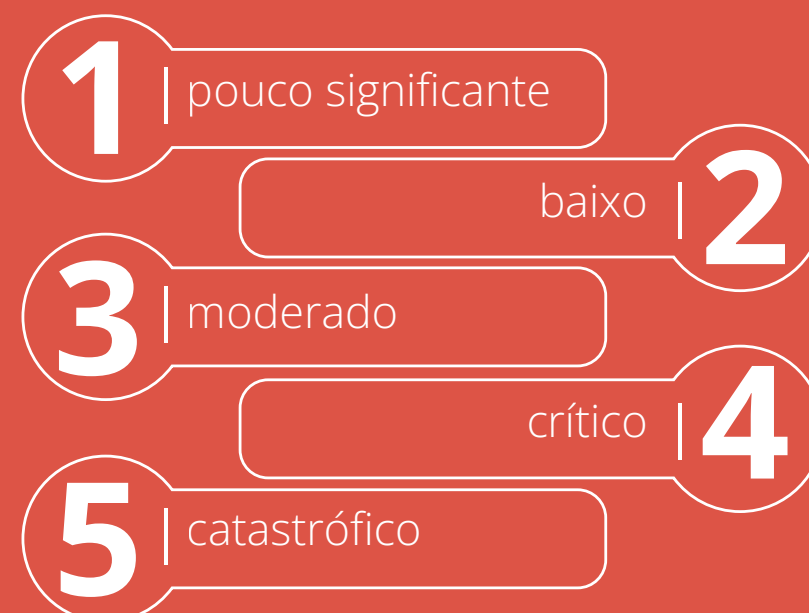 1 pouco significante
baixo 2
3 moderado
crítico 4
5 catastrófico